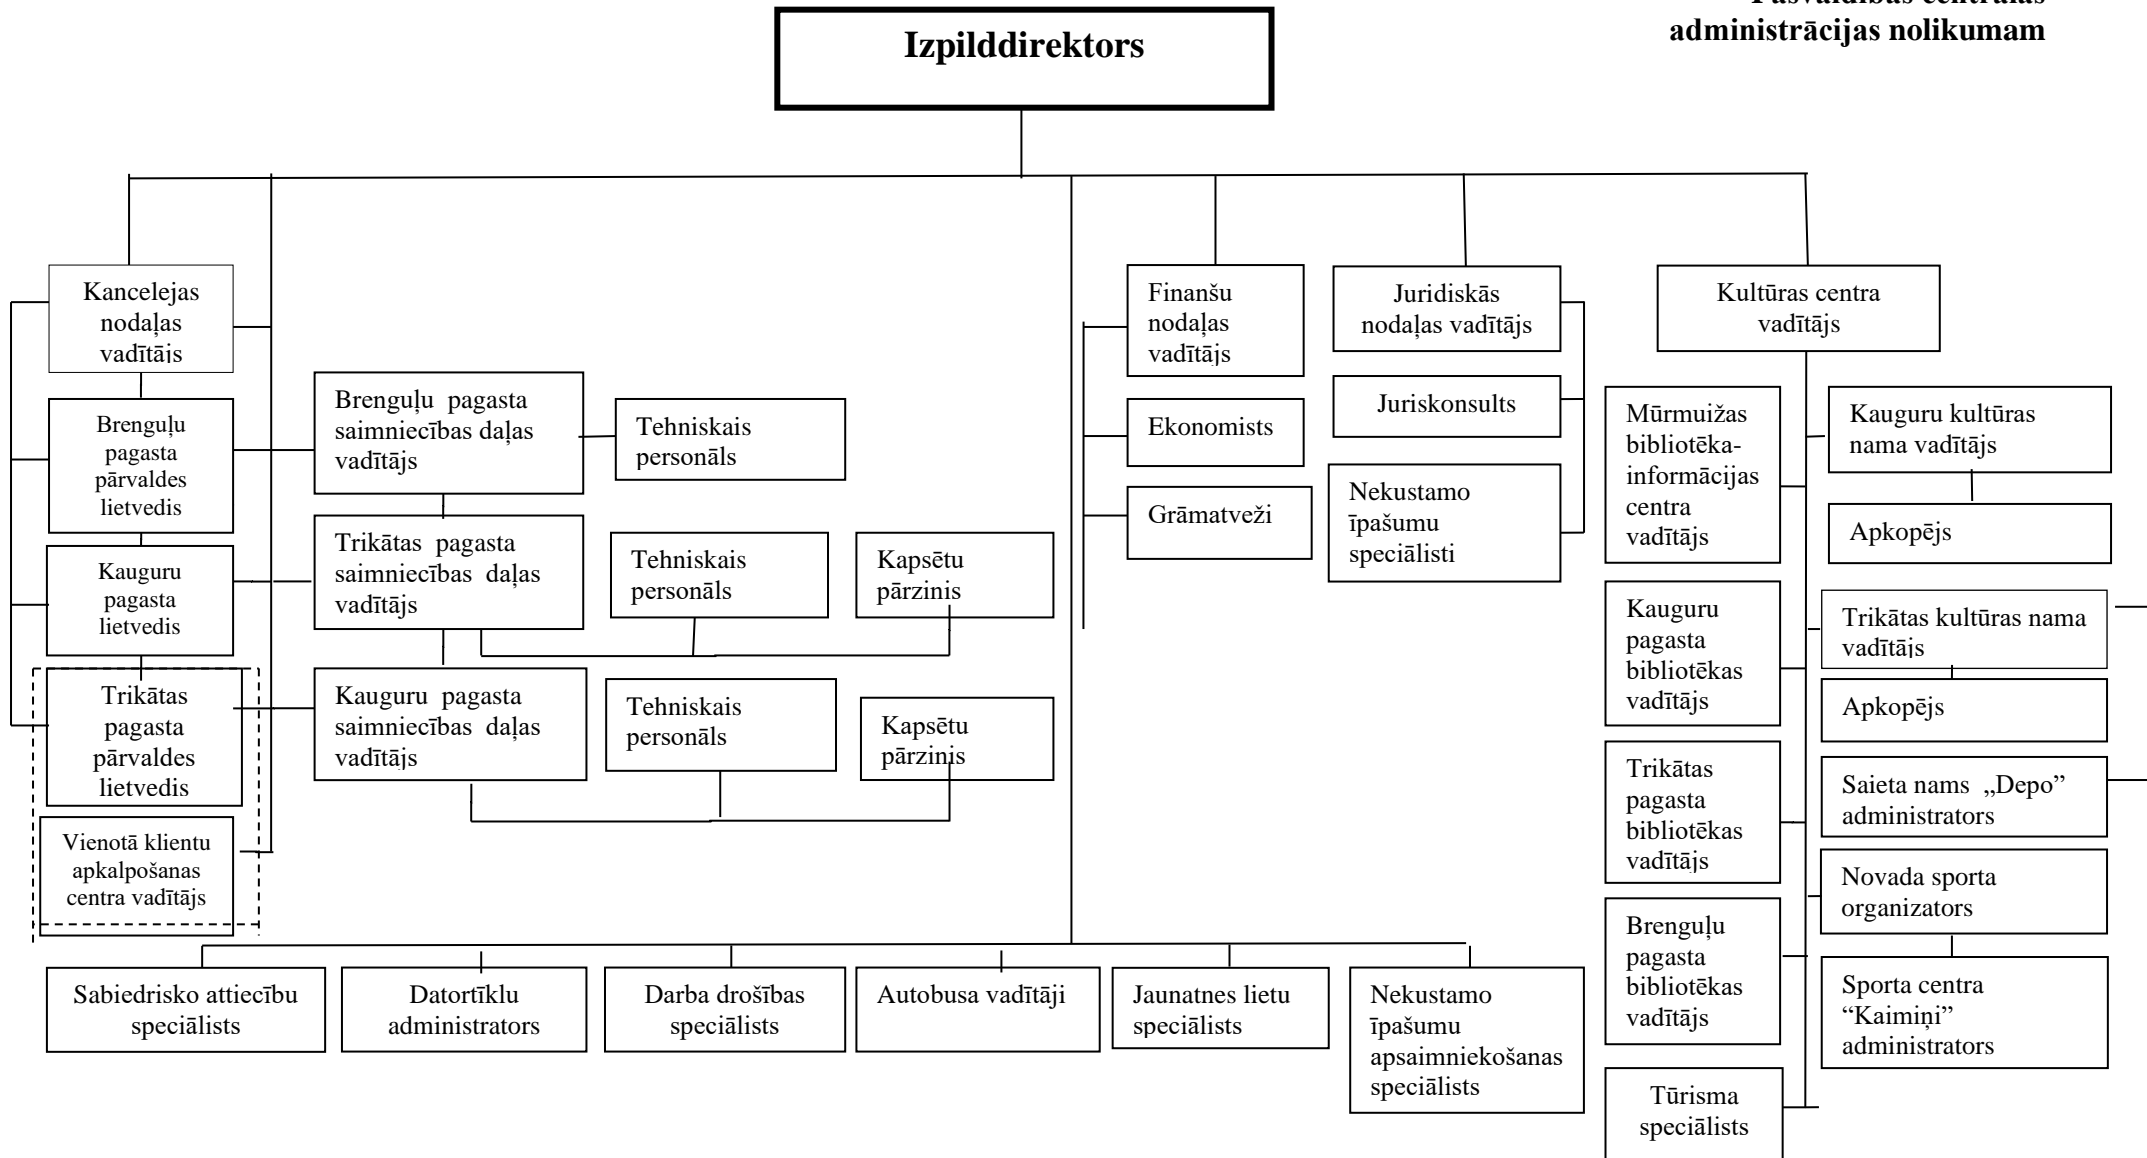 Pašvaldības centrālās
administrācijas nolikumam
Izpilddirektors
Kancelejas
nodaļas
vadītājs
Brenguļu
pagasta
pārvaldes
lietvedis
Kauguru
pagasta
lietvedis
Trikātas
pagasta
pārvaldes
lietvedis
Vienotā klientu
apkalpošanas
centra vadītājs
Brenguļu pagasta
saimniecības daļas
vadītājs
Tehniskais
personāls
Trikātas pagasta
saimniecības daļas
vadītājs
Tehniskais
personāls
Kapsētu
pārzinis
Kauguru pagasta
saimniecības daļas
vadītājs
Tehniskais
personāls
Kapsētu
pārzinis
Finanšu
nodaļas
vadītājs
Ekonomists
Grāmatveži
Juridiskās
nodaļas vadītājs
Juriskonsults
Nekustamo
īpašumu
speciālisti
Kultūras centra
vadītājs
Mūrmuižas
bibliotēka-
informācijas
centra
vadītājs
Kauguru
pagasta
bibliotēkas
vadītājs
Trikātas
pagasta
bibliotēkas
vadītājs
Brenguļu
pagasta
bibliotēkas
vadītājs
Tūrisma
speciālists
Kauguru kultūras
nama vadītājs
Apkopējs
Trikātas kultūras nama
vadītājs
Apkopējs
Saieta nams „Depo”
administrators
Novada sporta
organizators
Sporta centra
“Kaimiņi”
administrators
Sabiedrisko attiecību
speciālists
Datortīklu
administrators
Darba drošības
speciālists
Autobusa vadītāji
Jaunatnes lietu
speciālists
Nekustamo
īpašumu
apsaimniekošanas
speciālists